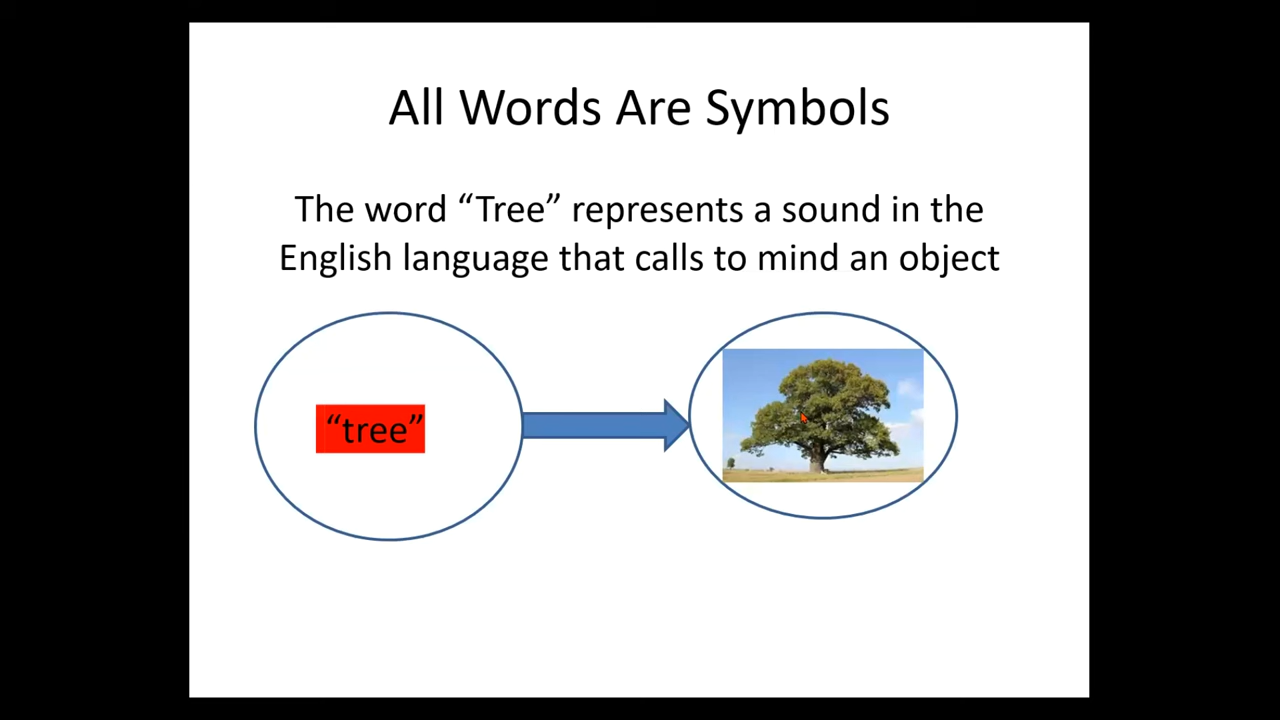 All Words Are Symbols
The word “Tree” represents a sound in the
English language that calls to mind an object
“tree”